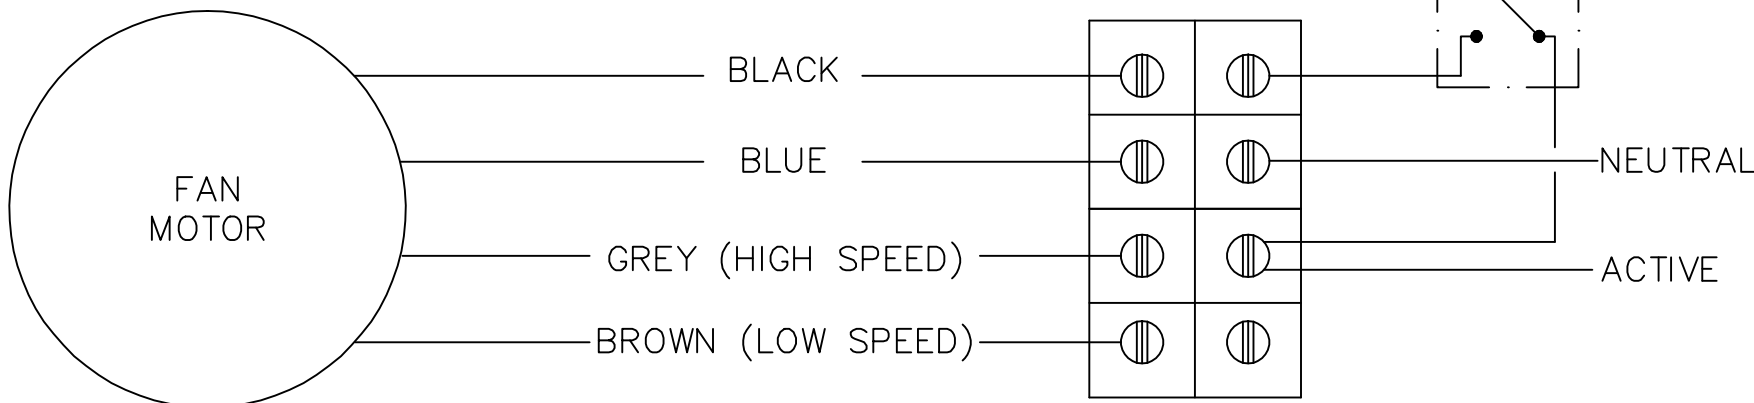 BLACK
BLUE
NEUTRAL
FAN
MOTOR
GREY (HIGH SPEED)
ACTIVE
BROWN (LOW SPEED)